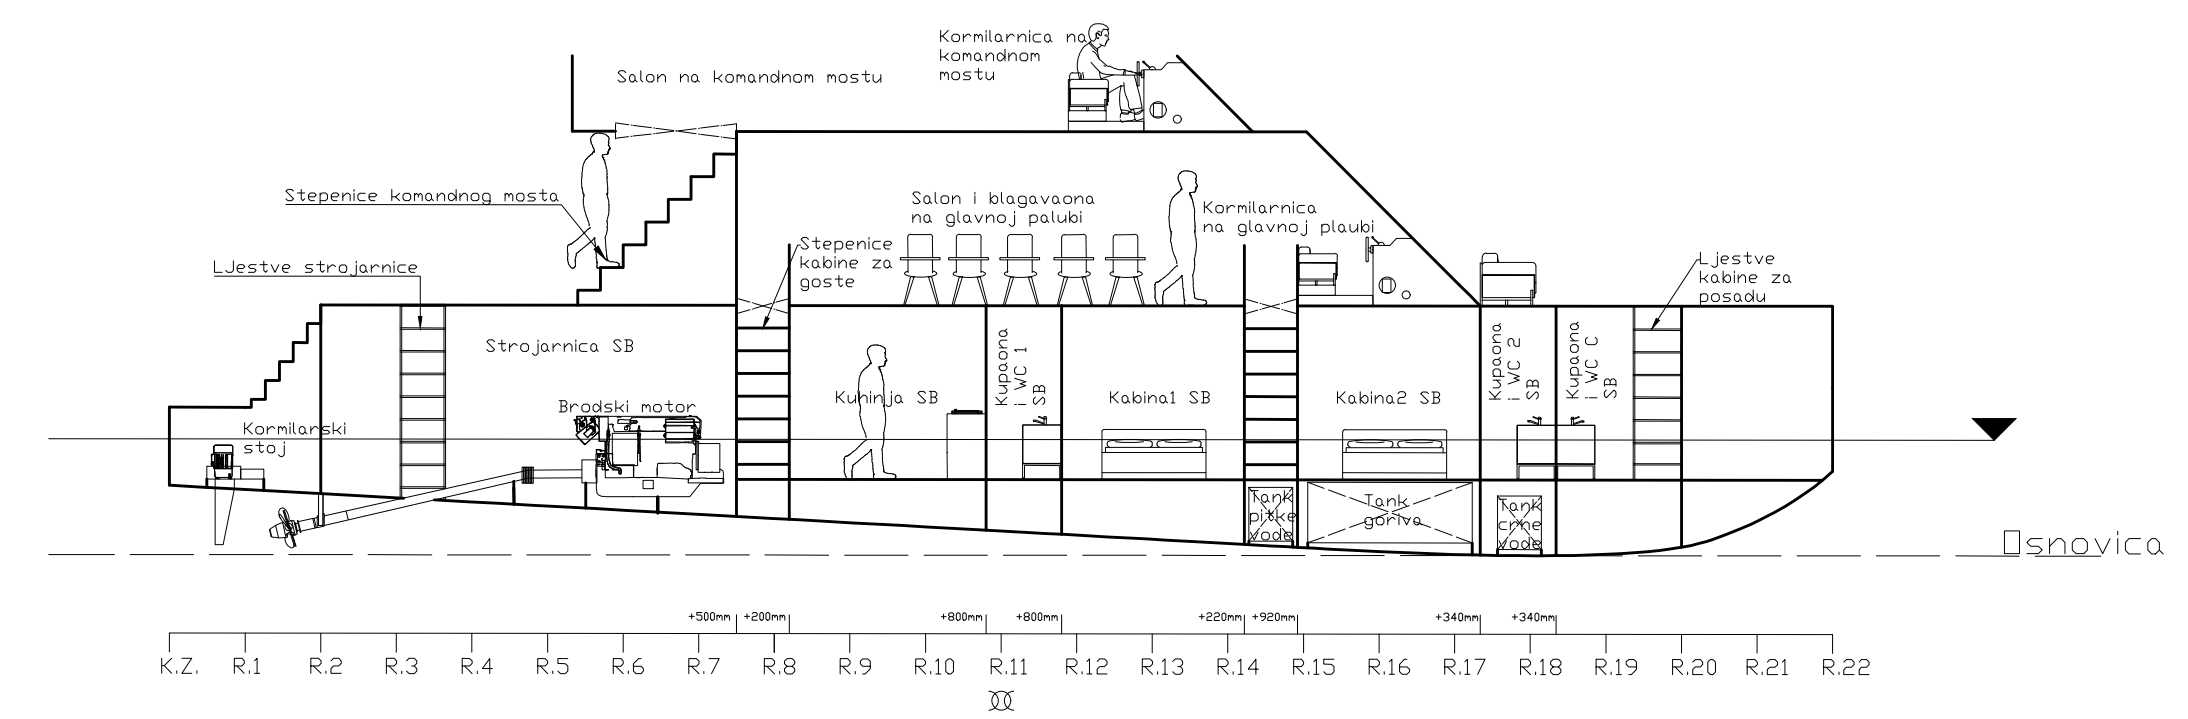 Kormilarnica na
komandnom
mostu
Salon na komandnom mostu
Stepenice komandnog mosta
Salon i blagavaona
na glavnoj palubi
Kormilarnica
na glavnoj plaubi
Stepenice
kabine za
goste
LJestve strojarnice
Ljestve
kabine za
posadu
Strojarnica SB
Kupaona
i WC 1
SB
Kupaona
i WC 2
SB
Kupaona
i WC C
SB
Kuhinja SB
Kabina1 SB
Kabina2 SB
Brodski motor
Kormilarski
stoj
Tank
pitke
vode
Tank
goriva
Tank
crne
vode
Osnovica
+500mm +200mm +800mm +800mm +220mm +920mm +340mm +340mm
K.Z. R.1 R.2 R.3 R.4 R.5 R.6 R.7 R.8 R.9 R.10 R.11 R.12 R.13 R.14 R.15 R.16 R.17 R.18 R.19 R.20 R.21 R.22